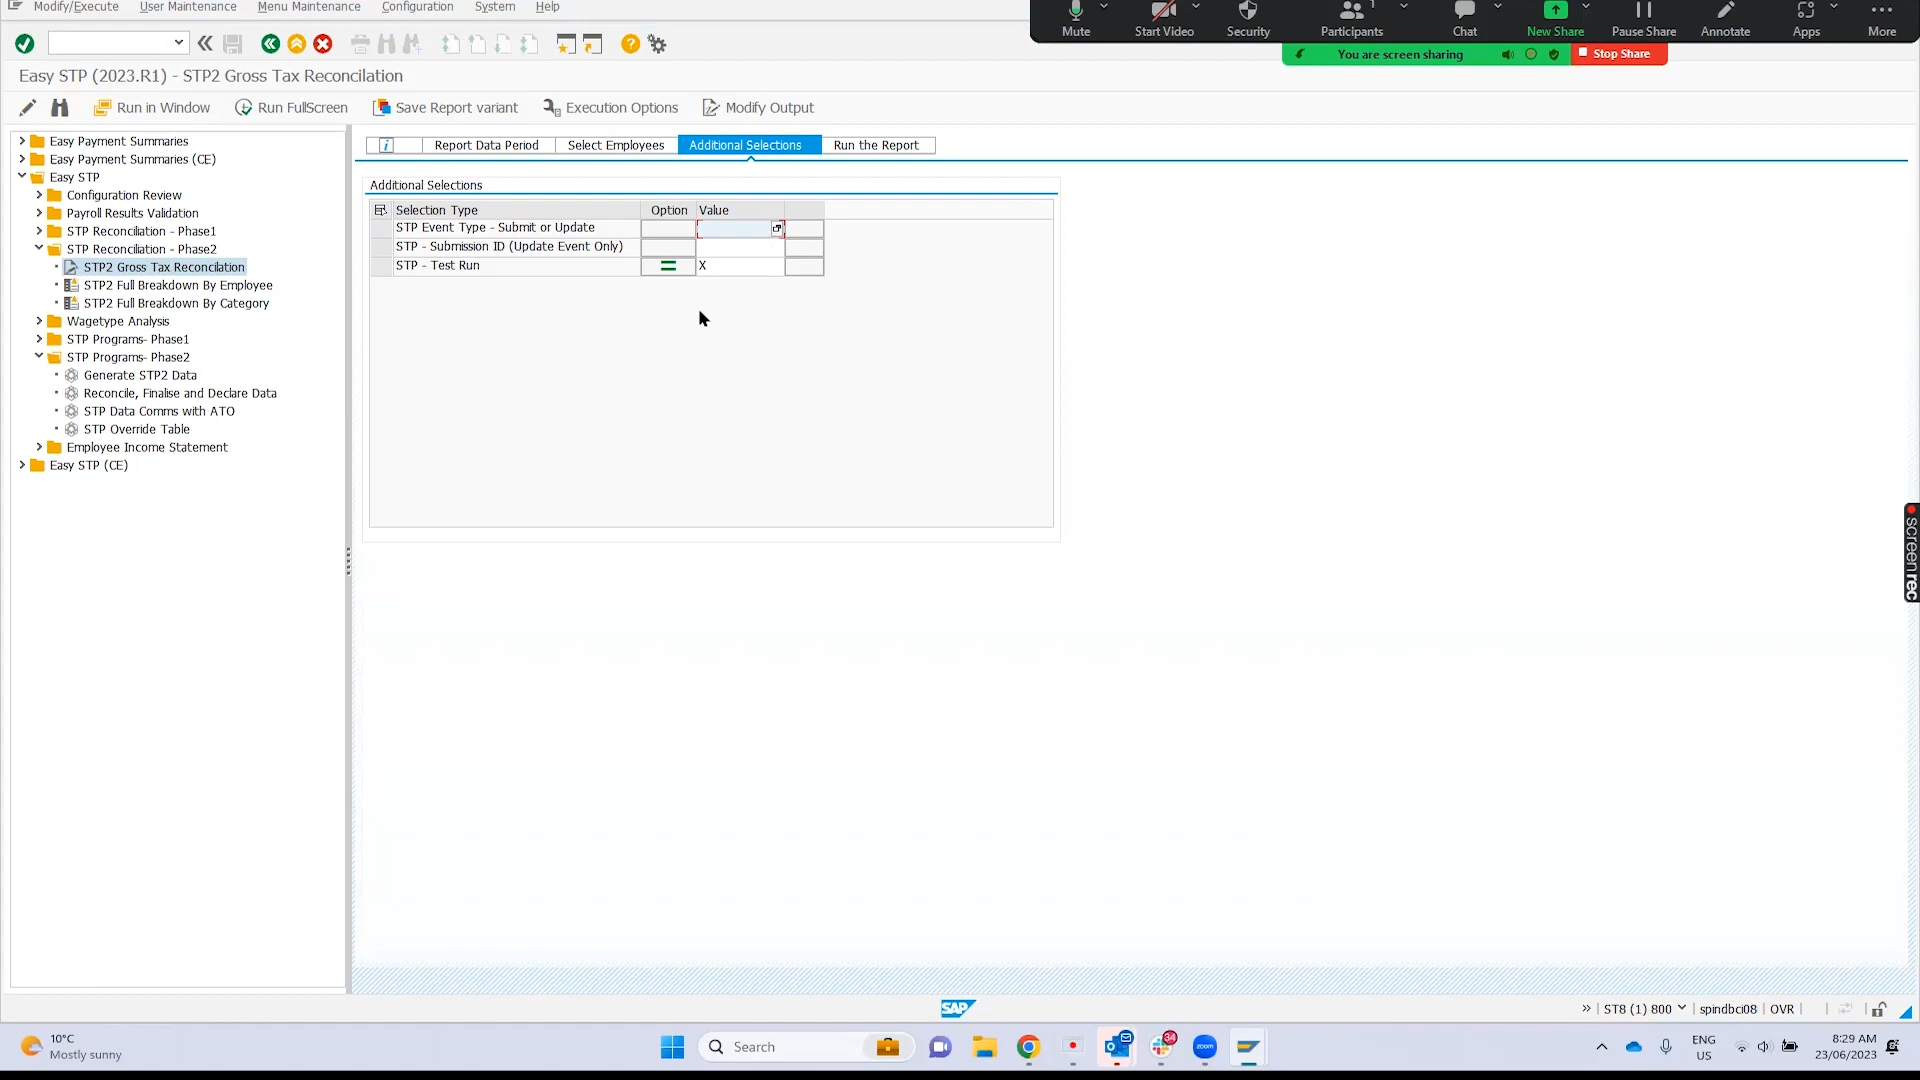 Modify/Execute User Maintenance Menu Maintenance Configuration System Help
Mute Start Video Security Participants 1 Chat New Share Pause Share Annotate Apps More
You are screen sharing Stop Share
Easy STP (2023.R1) - STP2 Gross Tax Reconcilation
Run in Window Run FullScreen Save Report variant Execution Options Modify Output
Easy Payment Summaries
Easy Payment Summaries (CE)
Easy STP
Configuration Review
Payroll Results Validation
STP Reconciliation - Phase1
STP Reconciliation - Phase2
STP2 Gross Tax Reconcilation
STP2 Full Breakdown By Employee
STP2 Full Breakdown By Category
Wagetype Analysis
STP Programs- Phase1
STP Programs- Phase2
Generate STP2 Data
Reconcile, Finalise and Declare Data
STP Data Comms with ATO
STP Override Table
Employee Income Statement
Easy STP (CE)
i Report Data Period Select Employees Additional Selections Run the Report
Additional Selections
Selection Type Option Value
STP Event Type - Submit or Update
STP - Submission ID (Update Event Only)
STP - Test Run = X
screenrec
SAP
ST8 (1) 800 spindbci08 OVR
10°C
Mostly sunny
Search
34
zoom
ENG
US
8:29 AM
23/06/2023